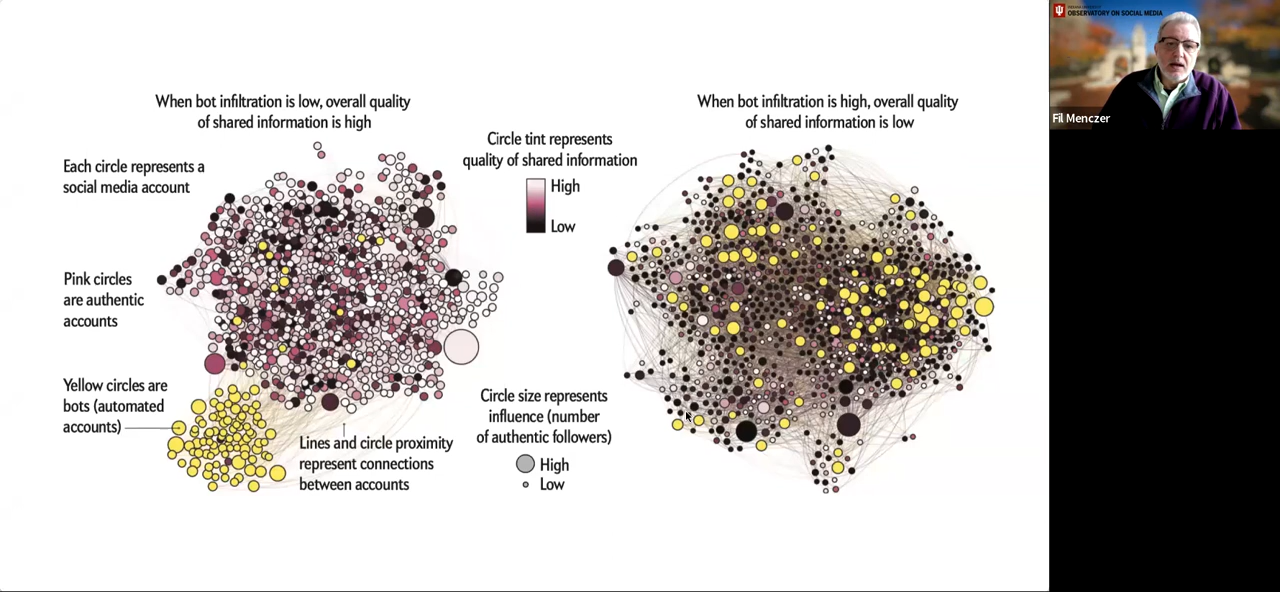 When bot infiltration is low, overall quality
of shared information is high
Each circle represents a
social media account
Pink circles
are authentic
accounts
Yellow circles are
bots (automated
accounts)
Lines and circle proximity
represent connections
between accounts
Circle tint represents
quality of shared information
High
Low
Circle size represents
influence (number
of authentic followers)
High
Low
When bot infiltration is high, overall quality
of shared information is low
OBSERVATORY ON SOCIAL MEDIA
Fil Menczer